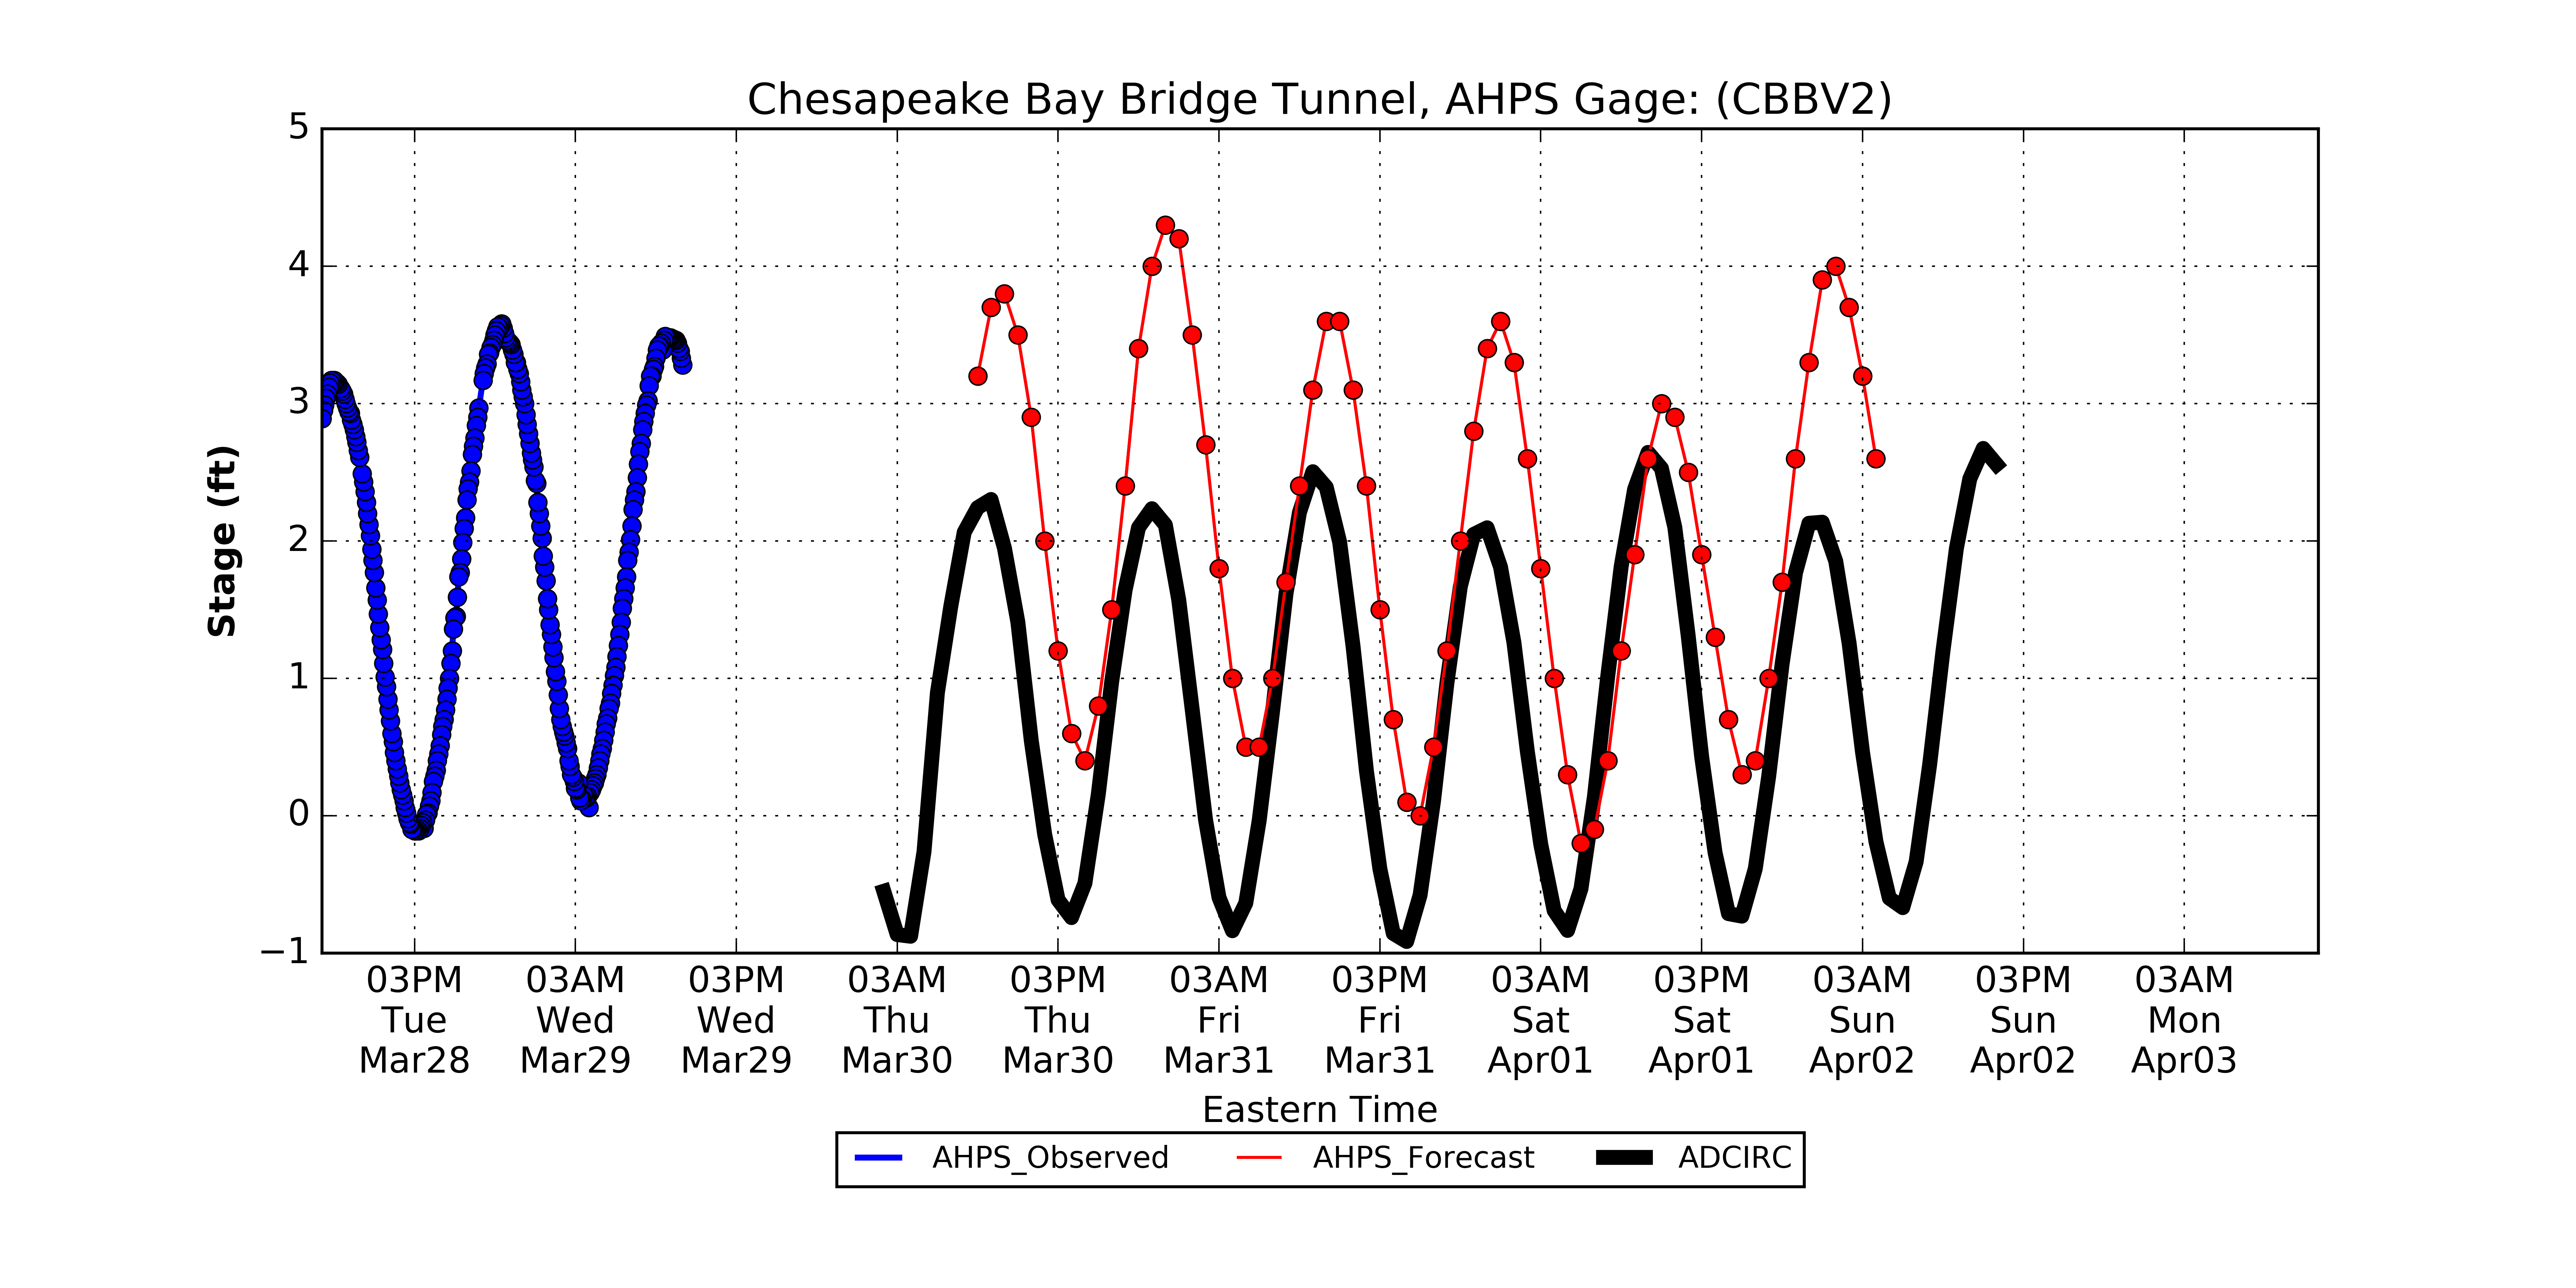 Chesapeake Bay Bridge Tunnel, AHPS Gage: (CBBV2)
5
4
3
2
1
0
−1
Stage (ft)
03PM 03AM 03PM 03AM 03PM 03AM 03PM 03AM 03PM 03AM 03PM 03AM
Tue Wed Wed Thu Thu Fri Fri Sat Sat Sun Sun Mon
Mar28 Mar29 Mar29 Mar30 Mar30 Mar31 Mar31 Apr01 Apr01 Apr02 Apr02 Apr03
Eastern Time
AHPS_Observed AHPS_Forecast ADCIRC